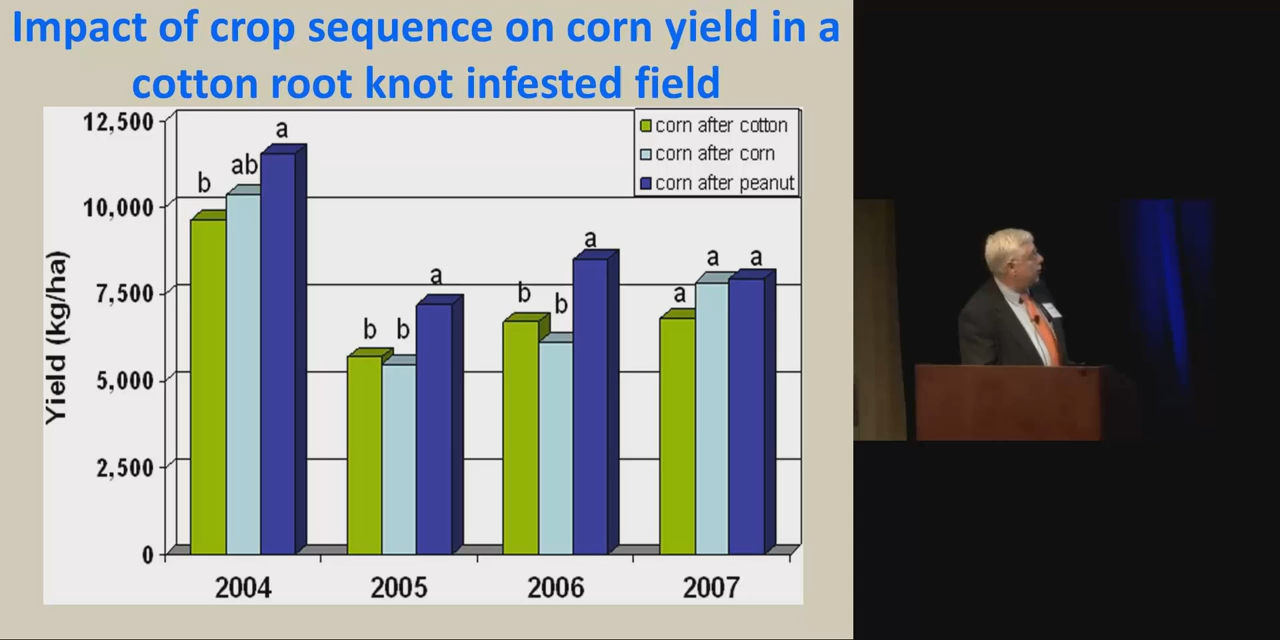 Impact of crop sequence on corn yield in a
cotton root knot infested field
12,500
10,000
7,500
5,000
2,500
0
Yield (kg/ha)
b
ab
a
b
b
a
b
b
a
a
a
a
corn after cotton
corn after corn
corn after peanut
2004
2005
2006
2007